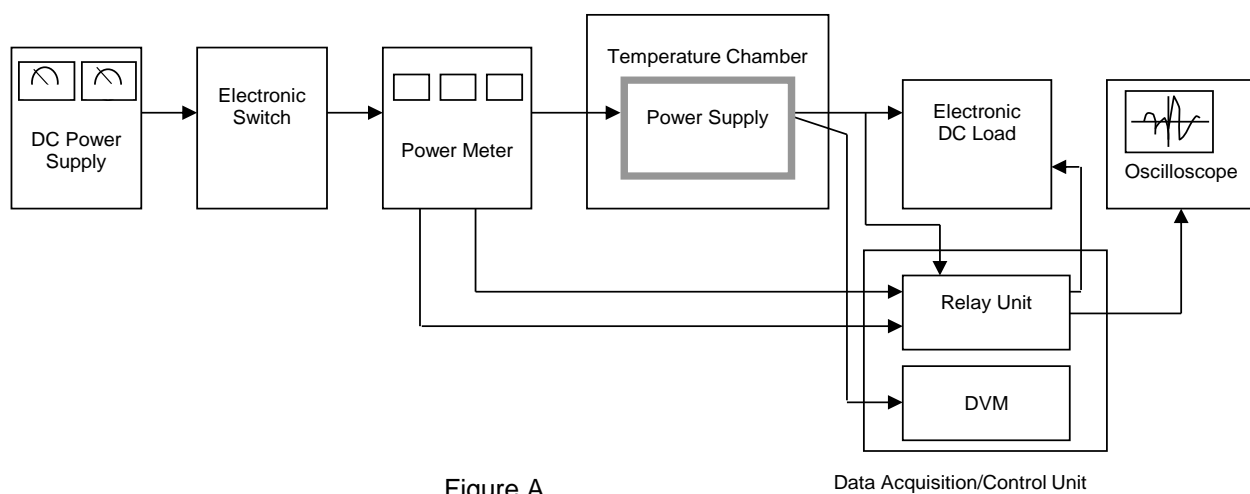 DC Power
Supply
Electronic
Switch
Power Meter
Temperature Chamber
Power Supply
Electronic
DC Load
Oscilloscope
Relay Unit
DVM
Figure A
Data Acquisition/Control Unit